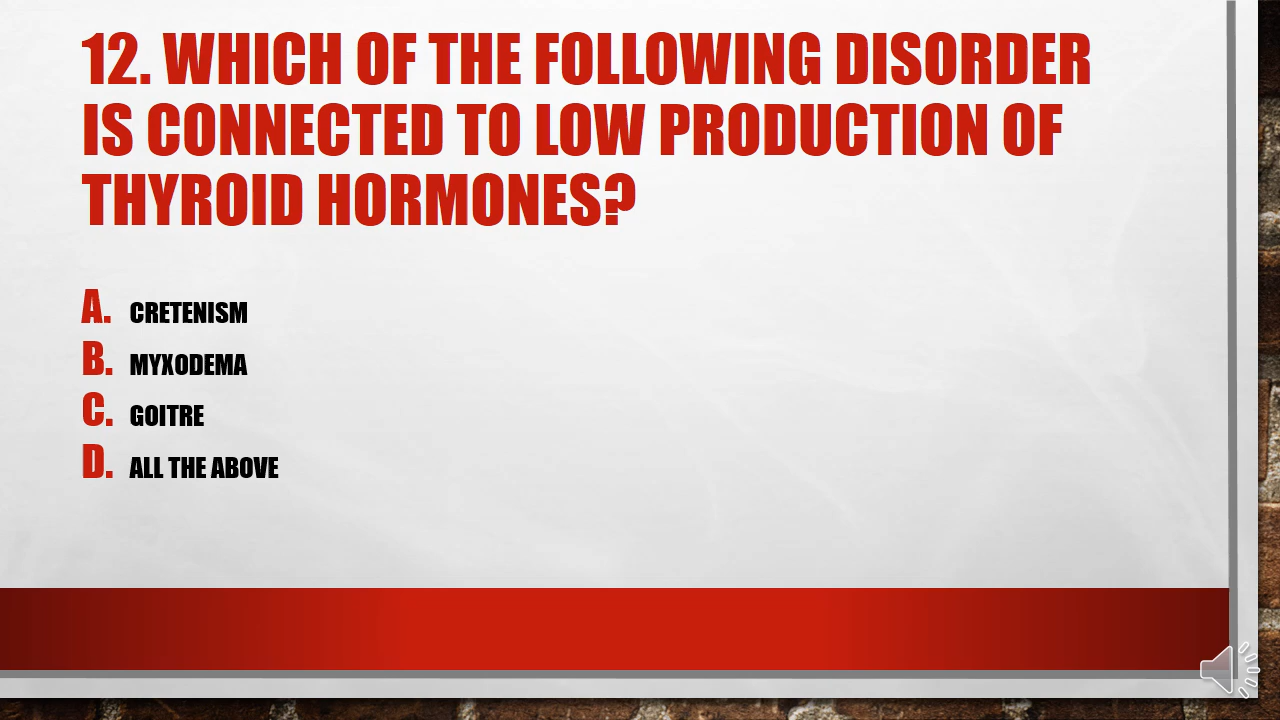 12. WHICH OF THE FOLLOWING DISORDER
IS CONNECTED TO LOW PRODUCTION OF
THYROID HORMONES?
A. CRETENISM
B. MYXODEMA
C. GOITRE
D. ALL THE ABOVE